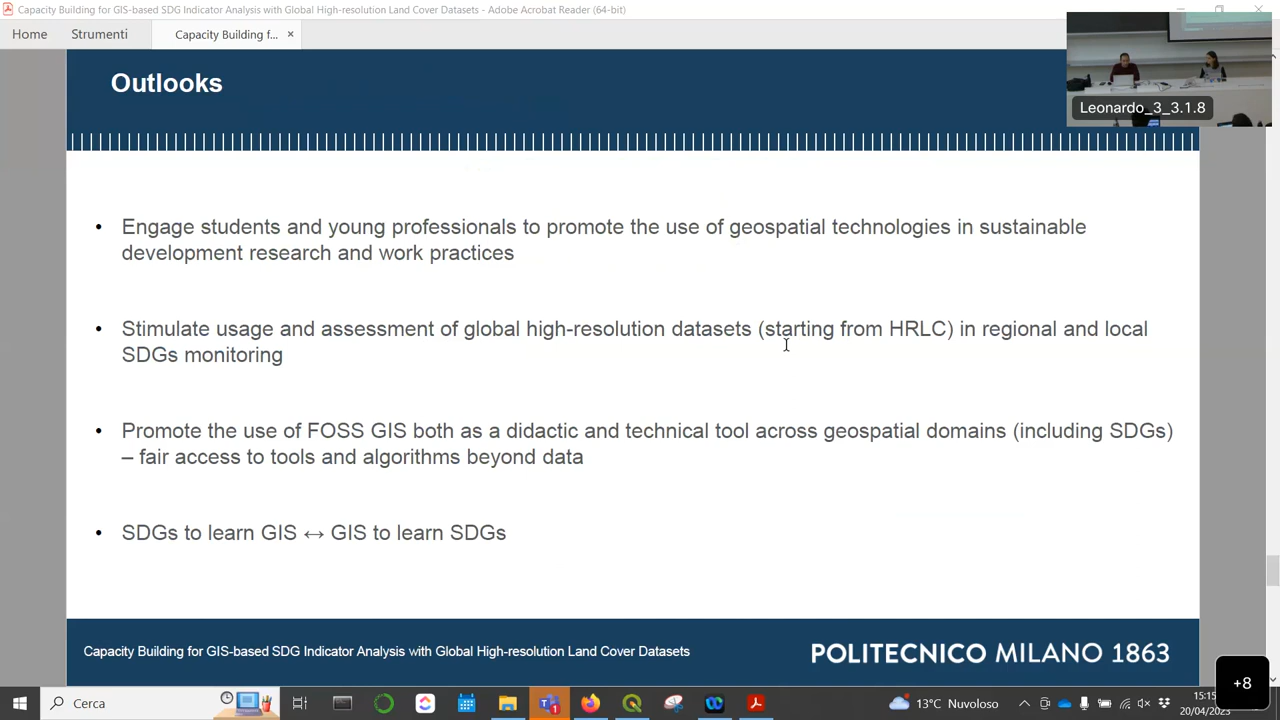 Capacity Building for GIS-based SDG Indicator Analysis with Global High-resolution Land Cover Datasets - Adobe Acrobat Reader (64-bit)
Home
Strumenti
Capacity Building f...
Outlooks
Leonardo_3_3.1.8
• Engage students and young professionals to promote the use of geospatial technologies in sustainable
development research and work practices
• Stimulate usage and assessment of global high-resolution datasets (starting from HRLC) in regional and local
SDGs monitoring
• Promote the use of FOSS GIS both as a didactic and technical tool across geospatial domains (including SDGs)
– fair access to tools and algorithms beyond data
• SDGs to learn GIS ↔ GIS to learn SDGs
Capacity Building for GIS-based SDG Indicator Analysis with Global High-resolution Land Cover Datasets
POLITECNICO MILANO 1863
+8
Cerca
1
13°C Nuvoloso
15:15
20/04/2023